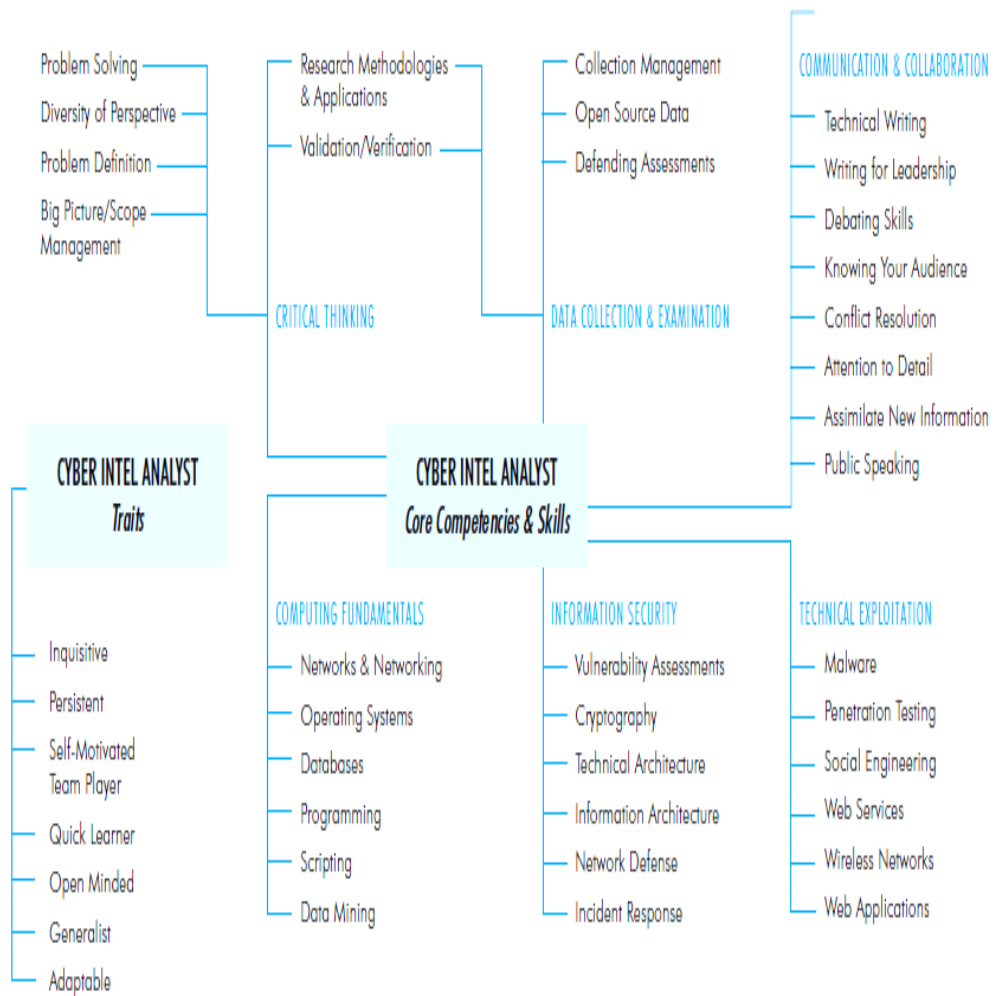 Problem Solving
Diversity of Perspective
Problem Definition
Big Picture/Scope
Management
Research Methodologies
& Applications
Validation/Verification
CRITICAL THINKING
Collection Management
Open Source Data
Defending Assessments
DATA COLLECTION & EXAMINATION
COMMUNICATION & COLLABORATION
Technical Writing
Writing for Leadership
Debating Skills
Knowing Your Audience
Conflict Resolution
Attention to Detail
Assimilate New Information
Public Speaking
CYBER INTEL ANALYST
Traits
CYBER INTEL ANALYST
Core Competencies & Skills
Inquisitive
Persistent
Self-Motivated
Team Player
Quick Learner
Open Minded
Generalist
Adaptable
COMPUTING FUNDAMENTALS
Networks & Networking
Operating Systems
Databases
Programming
Scripting
Data Mining
INFORMATION SECURITY
Vulnerability Assessments
Cryptography
Technical Architecture
Information Architecture
Network Defense
Incident Response
TECHNICAL EXPLOITATION
Malware
Penetration Testing
Social Engineering
Web Services
Wireless Networks
Web Applications